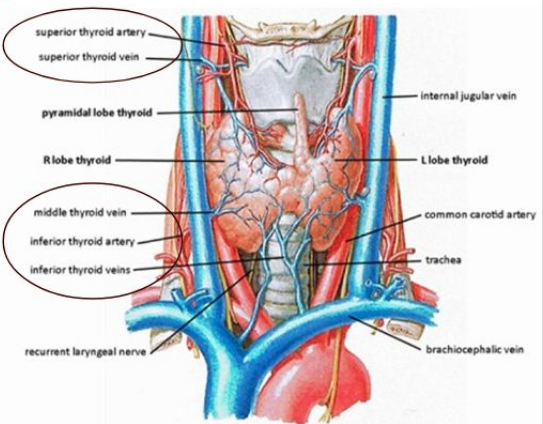 superior thyroid artery
superior thyroid vein
internal jugular vein
pyramidal lobe thyroid
R lobe thyroid
L lobe thyroid
middle thyroid vein
common carotid artery
inferior thyroid artery
trachea
inferior thyroid veins
recurrent laryngeal nerve
brachiocephalic vein